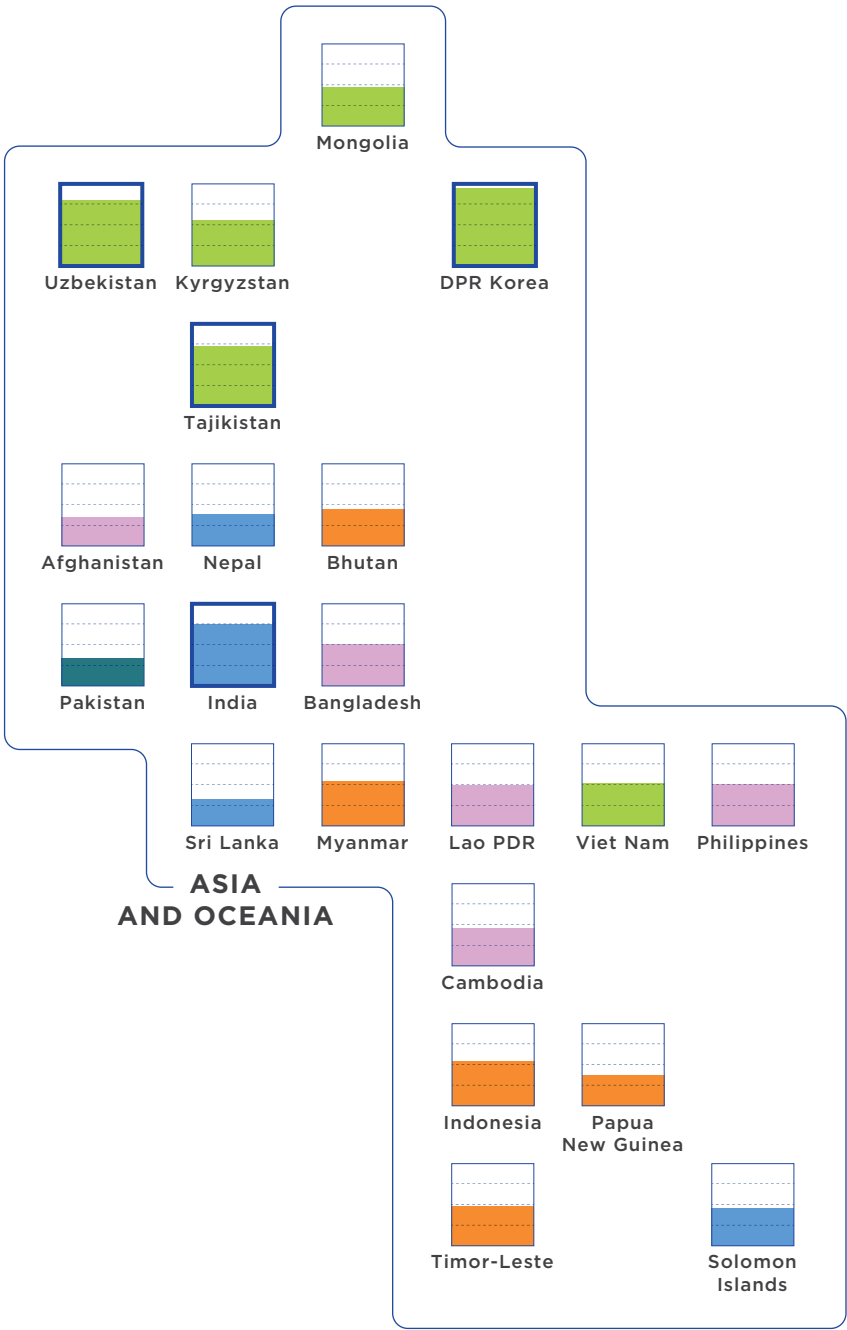 Mongolia
Uzbekistan
Kyrgyzstan
DPR Korea
Tajikistan
Afghanistan
Nepal
Bhutan
Pakistan
India
Bangladesh
Sri Lanka
Myanmar
Lao PDR
Viet Nam
Philippines
ASIA
AND OCEANIA
Cambodia
Indonesia
Papua
New Guinea
Timor-Leste
Solomon
Islands